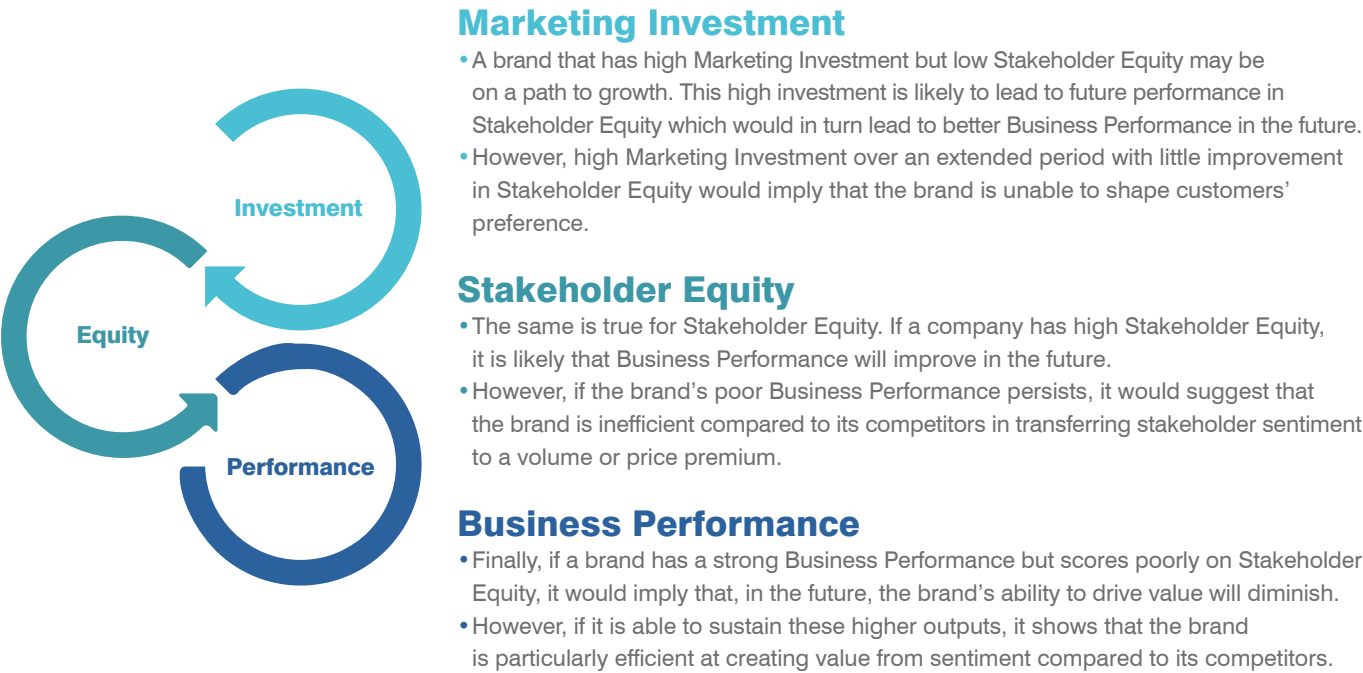 Marketing Investment
•A brand that has high Marketing Investment but low Stakeholder Equity may be
on a path to growth. This high investment is likely to lead to future performance in
Stakeholder Equity which would in turn lead to better Business Performance in the future.
•However, high Marketing Investment over an extended period with little improvement
in Stakeholder Equity would imply that the brand is unable to shape customers’
preference.
Investment
Stakeholder Equity
•The same is true for Stakeholder Equity. If a company has high Stakeholder Equity,
it is likely that Business Performance will improve in the future.
•However, if the brand’s poor Business Performance persists, it would suggest that
the brand is inefficient compared to its competitors in transferring stakeholder sentiment
to a volume or price premium.
Equity
Business Performance
•Finally, if a brand has a strong Business Performance but scores poorly on Stakeholder
Equity, it would imply that, in the future, the brand’s ability to drive value will diminish.
•However, if it is able to sustain these higher outputs, it shows that the brand
is particularly efficient at creating value from sentiment compared to its competitors.
Performance